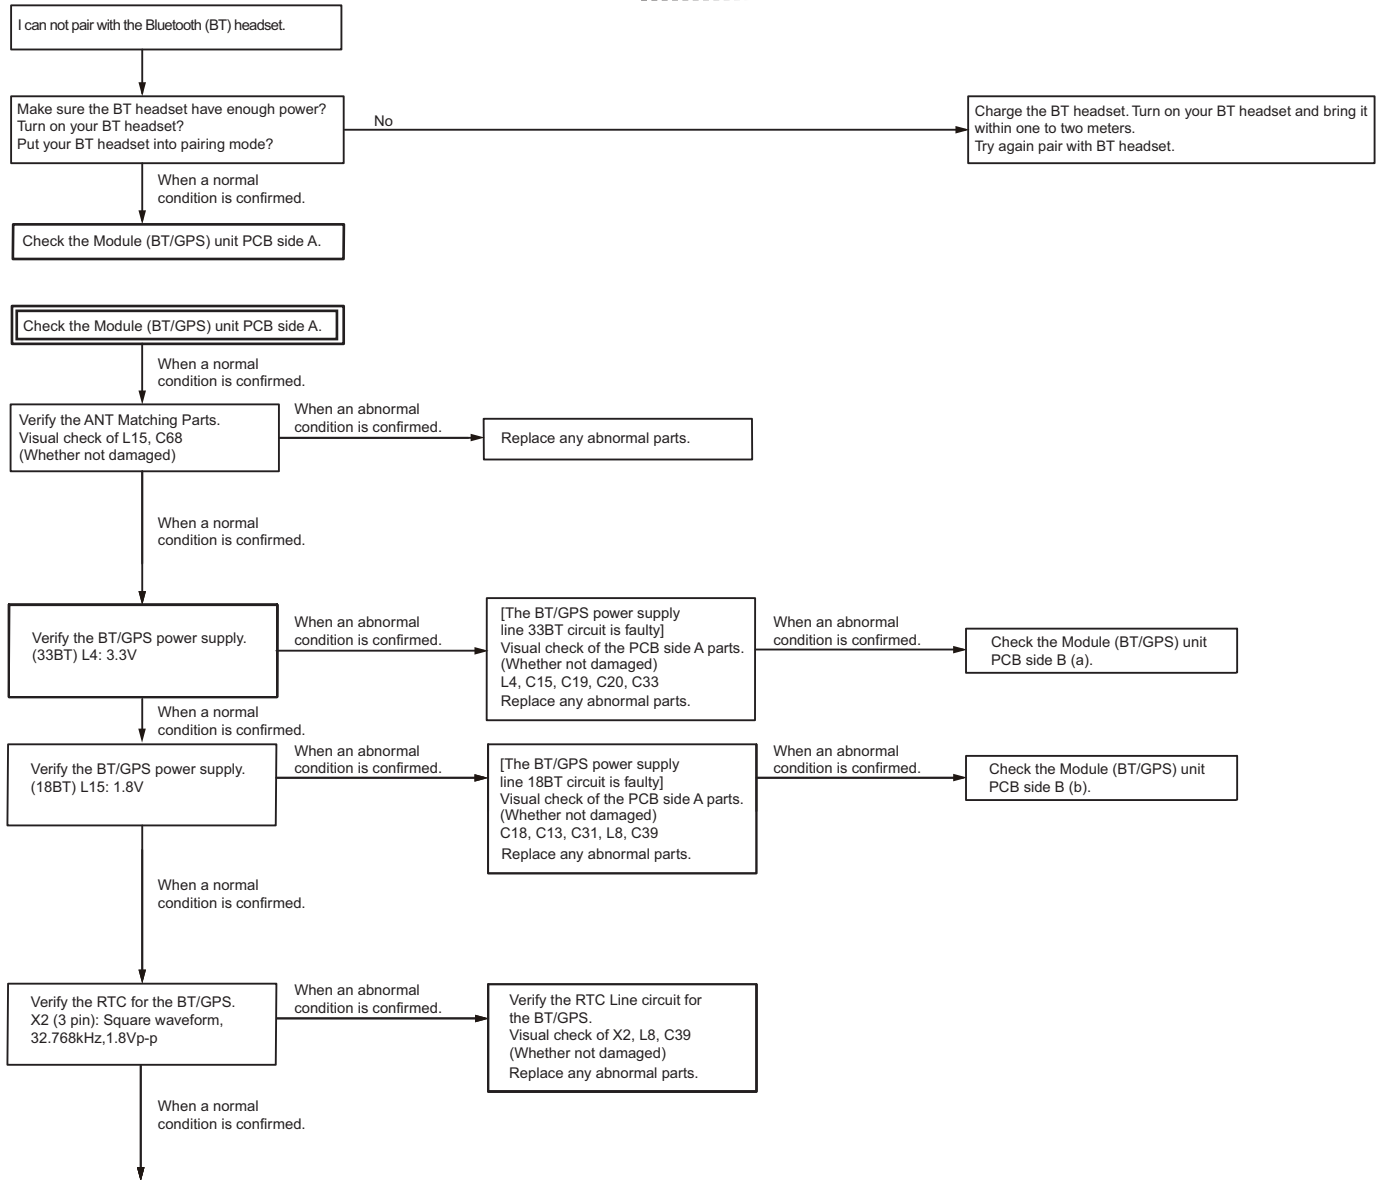 I can not pair with the Bluetooth (BT) headset.
Make sure the BT headset have enough power?
Turn on your BT headset?
Put your BT headset into pairing mode?
No
Charge the BT headset. Turn on your BT headset and bring it
within one to two meters.
Try again pair with BT headset.
When a normal
condition is confirmed.
Check the Module (BT/GPS) unit PCB side A.
Check the Module (BT/GPS) unit PCB side A.
When a normal
condition is confirmed.
Verify the ANT Matching Parts.
Visual check of L15, C68
(Whether not damaged)
When an abnormal
condition is confirmed.
Replace any abnormal parts.
When a normal
condition is confirmed.
Verify the BT/GPS power supply.
(33BT) L4: 3.3V
When an abnormal
condition is confirmed.
[The BT/GPS power supply
line 33BT circuit is faulty]
Visual check of the PCB side A parts.
(Whether not damaged)
L4, C15, C19, C20, C33
Replace any abnormal parts.
When an abnormal
condition is confirmed.
Check the Module (BT/GPS) unit
PCB side B (a).
When a normal
condition is confirmed.
Verify the BT/GPS power supply.
(18BT) L15: 1.8V
When an abnormal
condition is confirmed.
[The BT/GPS power supply
line 18BT circuit is faulty]
Visual check of the PCB side A parts.
(Whether not damaged)
C18, C13, C31, L8, C39
Replace any abnormal parts.
When an abnormal
condition is confirmed.
Check the Module (BT/GPS) unit
PCB side B (b).
When a normal
condition is confirmed.
Verify the RTC for the BT/GPS.
X2 (3 pin): Square waveform,
32.768kHz,1.8Vp-p
When an abnormal
condition is confirmed.
Verify the RTC Line circuit for
the BT/GPS.
Visual check of X2, L8, C39
(Whether not damaged)
Replace any abnormal parts.
When a normal
condition is confirmed.